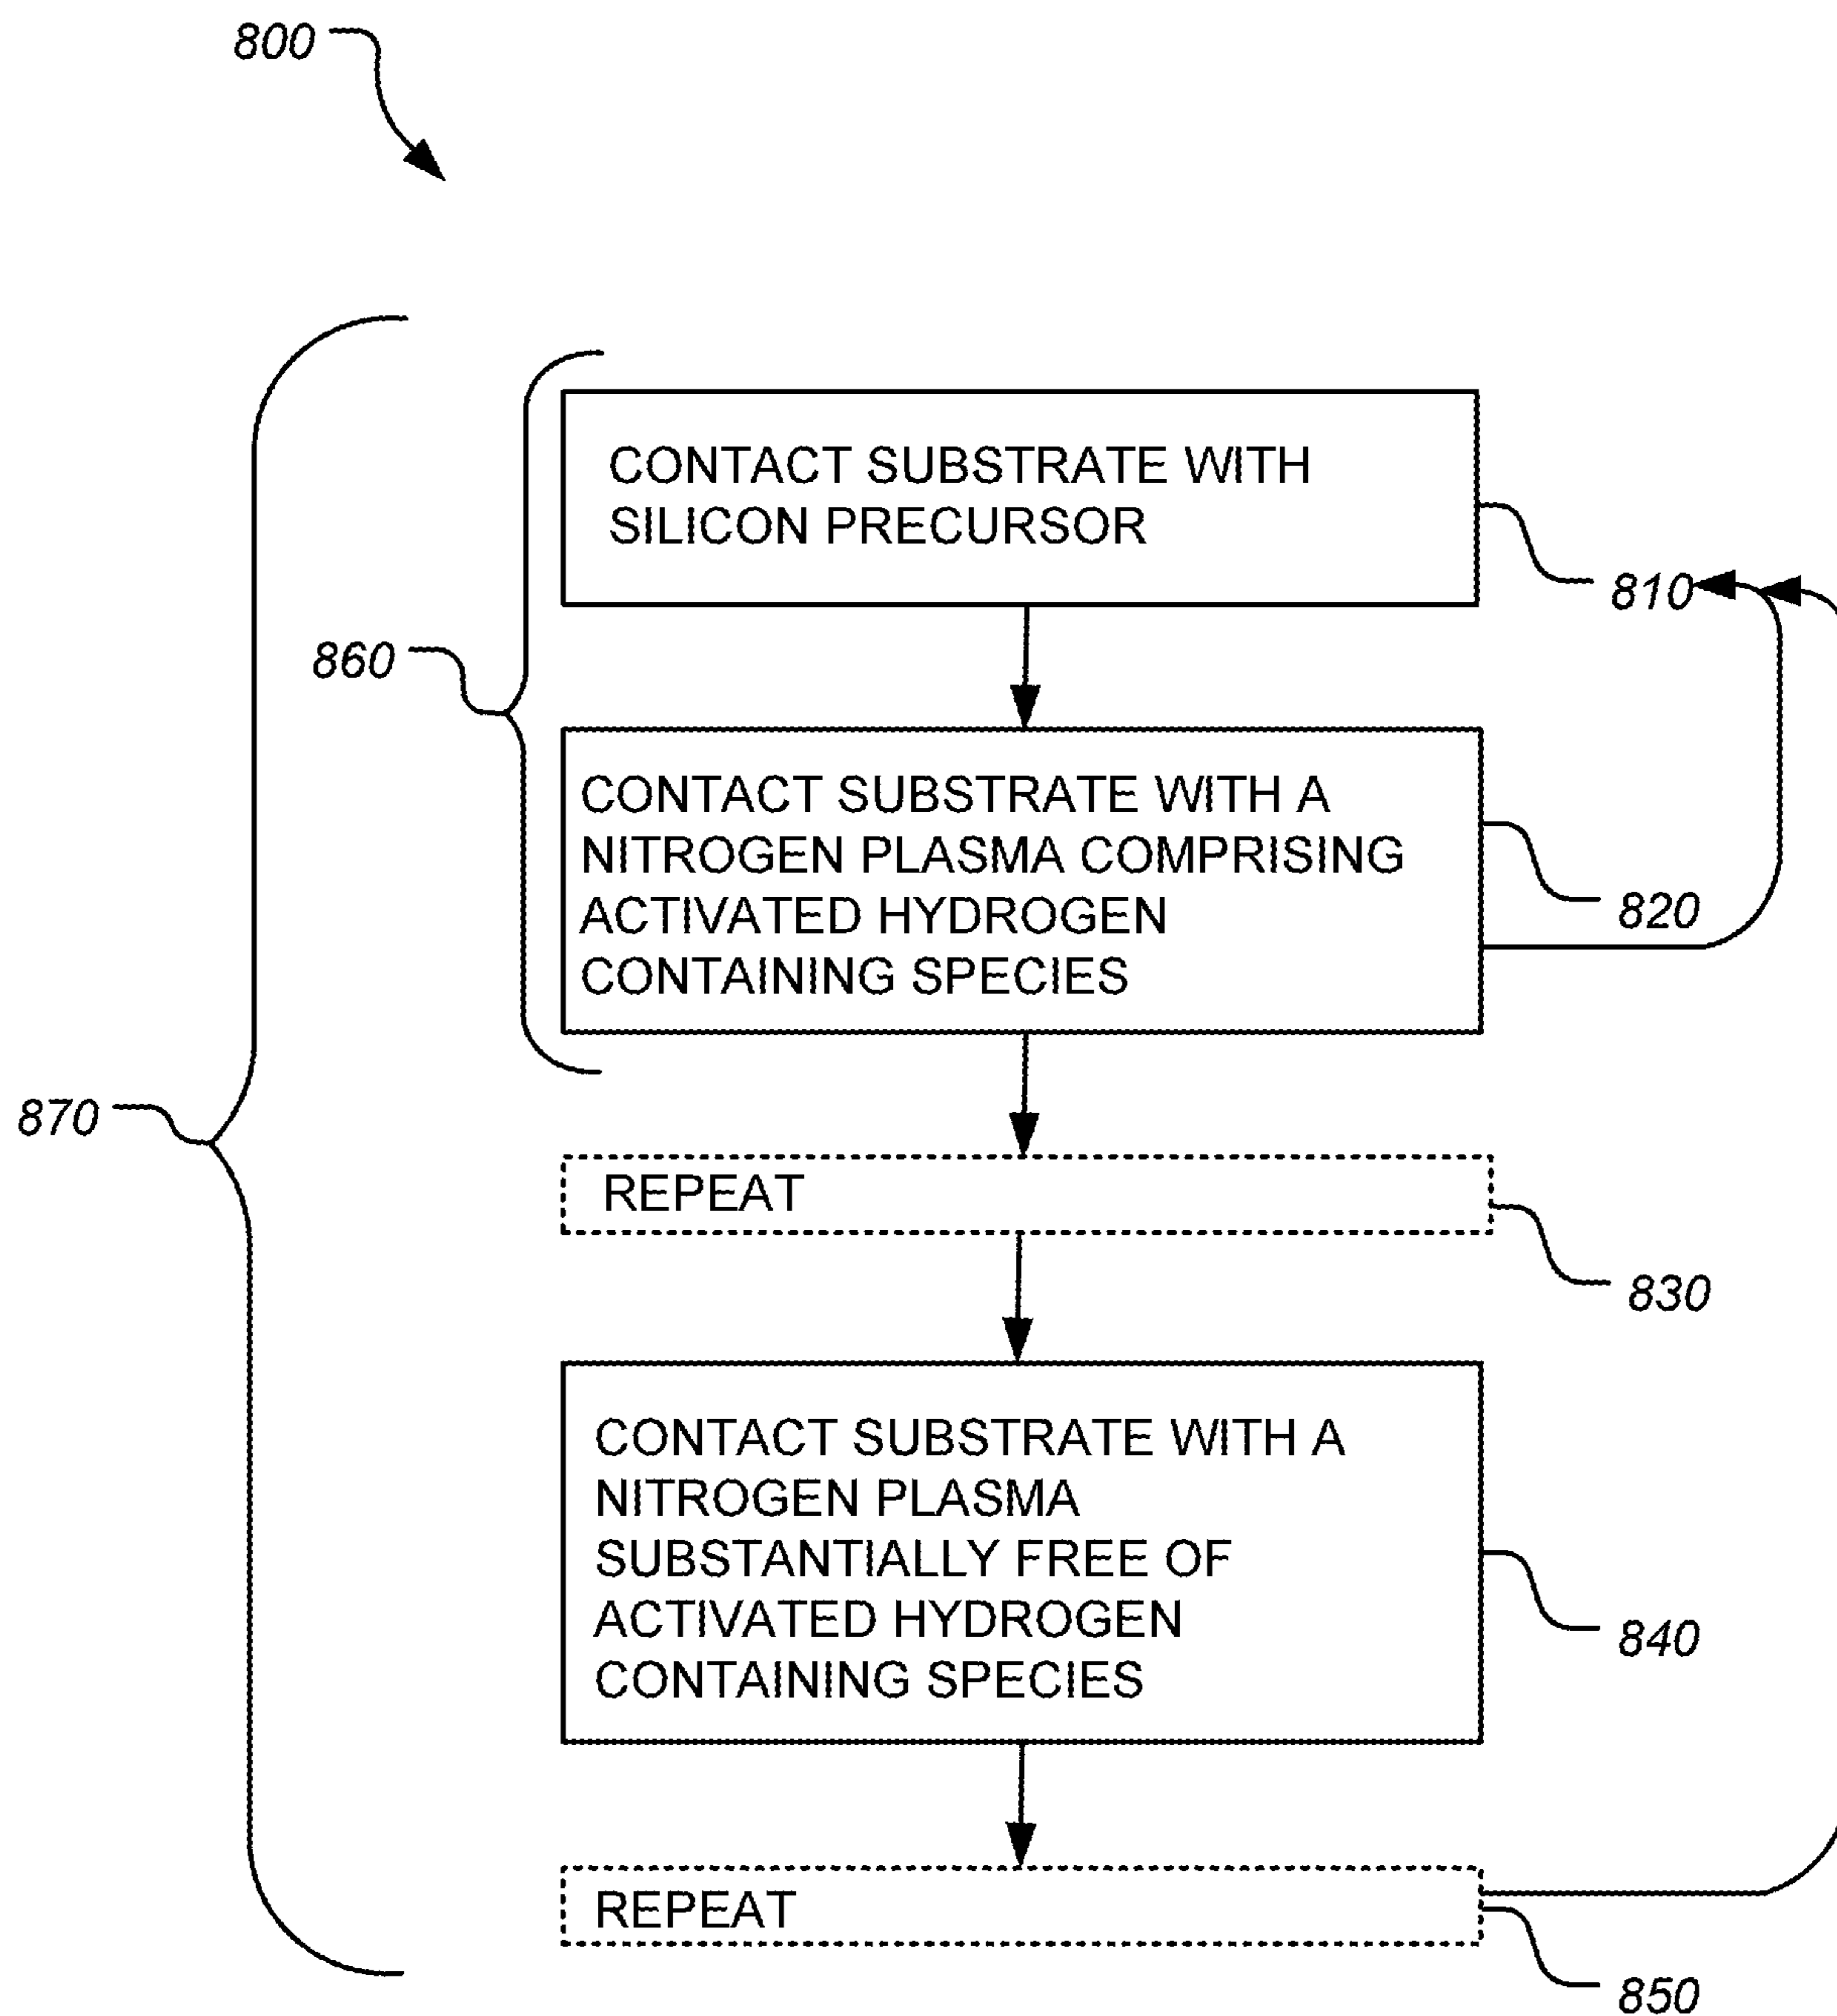 800
CONTACT SUBSTRATE WITH
SILICON PRECURSOR
810
860
CONTACT SUBSTRATE WITH A
NITROGEN PLASMA COMPRISING
ACTIVATED HYDROGEN
CONTAINING SPECIES
820
870
REPEAT
830
CONTACT SUBSTRATE WITH A
NITROGEN PLASMA
SUBSTANTIALLY FREE OF
ACTIVATED HYDROGEN
CONTAINING SPECIES
840
REPEAT
850